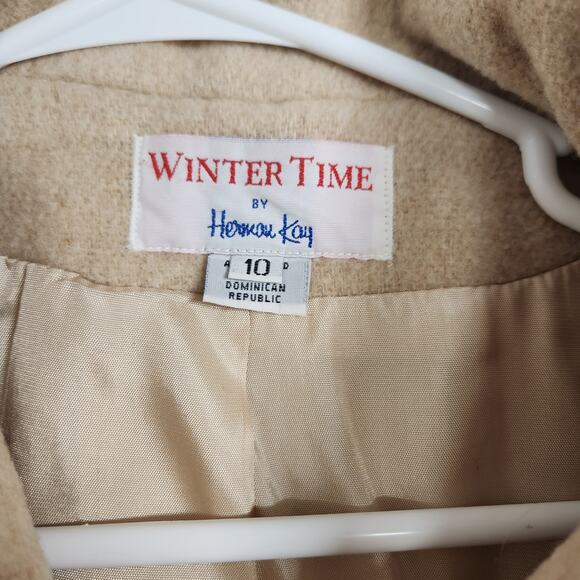 WINTER TIME
BY
Herman Kay
10
DOMINICAN
REPUBLIC